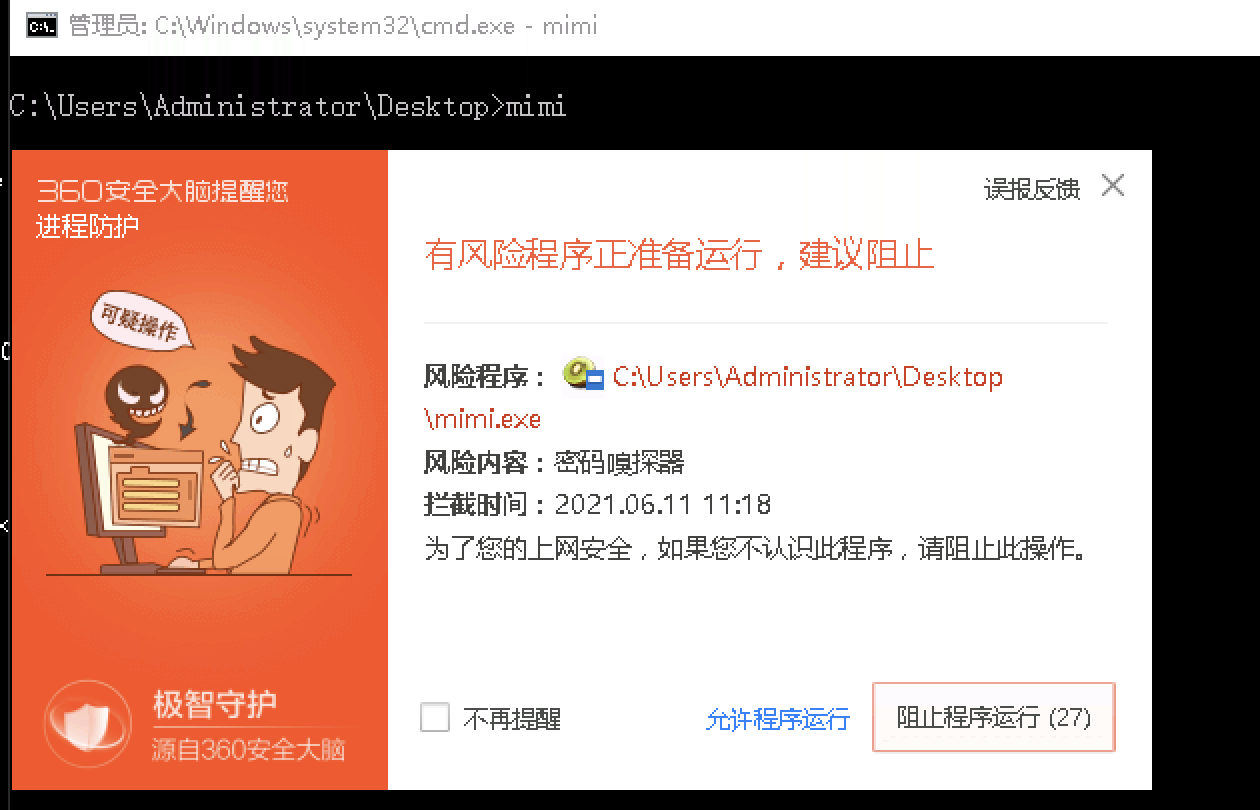 管理员: C:\Windows\system32\cmd.exe - mimi
C:\Users\Administrator\Desktop>mimi
360安全大脑提醒您
进程防护
误报反馈
有风险程序正准备运行，建议阻止
可疑操作
风险程序： C:\Users\Administrator\Desktop
\mimi.exe
风险内容：密码嗅探器
拦截时间：2021.06.11 11:18
为了您的上网安全，如果您不认识此程序，请阻止此操作。
极智守护
源自360安全大脑
不再提醒
允许程序运行
阻止程序运行 (27)